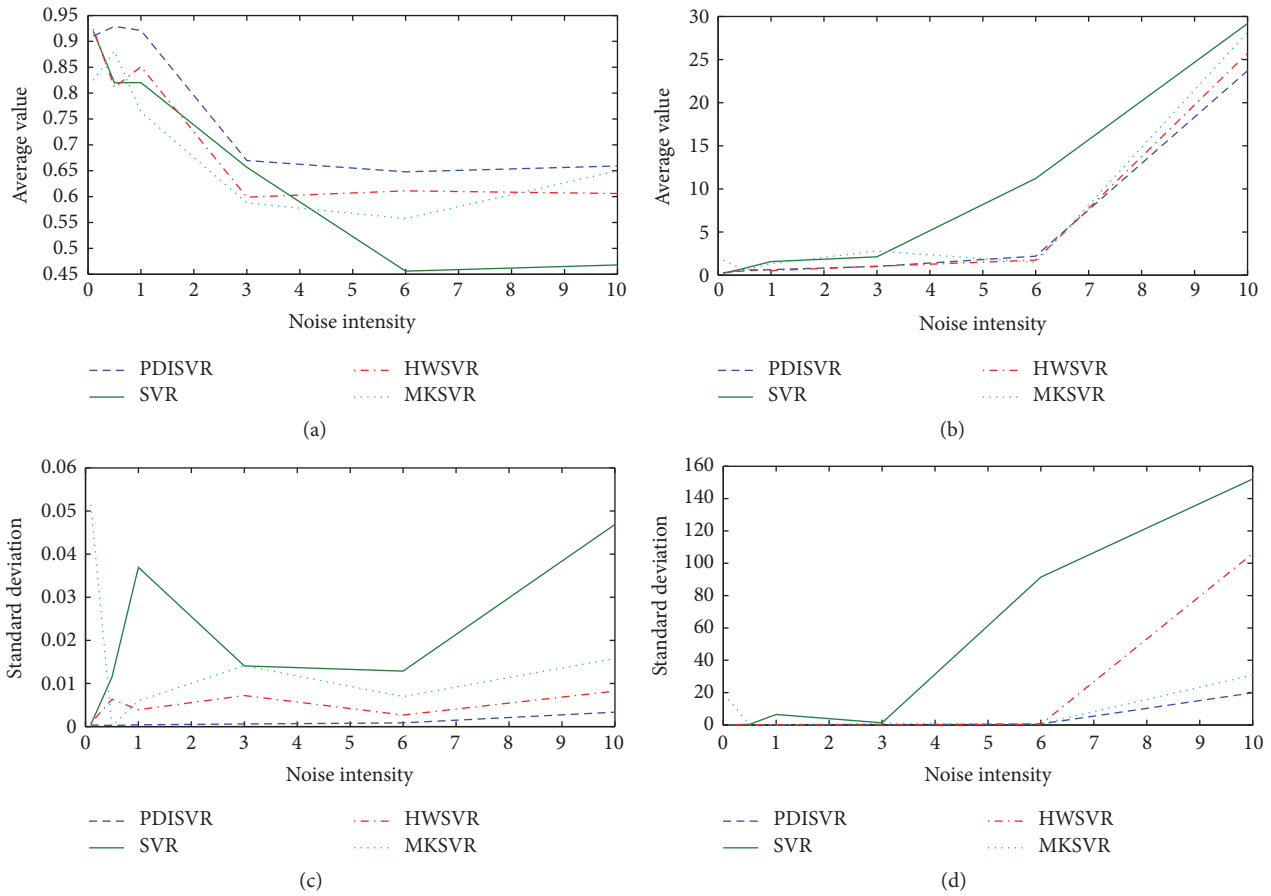 0.95
0.9
0.85
0.8
0.75
0.7
0.65
0.6
0.55
0.5
0.45
Average value
0 1 2 3 4 5 6 7 8 9 10
Noise intensity
PDISVR
SVR
HWSVR
MKSVR
(a)
30
25
20
15
10
5
0
Average value
0 1 2 3 4 5 6 7 8 9 10
Noise intensity
PDISVR
SVR
HWSVR
MKSVR
(b)
0.06
0.05
0.04
0.03
0.02
0.01
0
Standard deviation
0 1 2 3 4 5 6 7 8 9 10
Noise intensity
PDISVR
SVR
HWSVR
MKSVR
(c)
160
140
120
100
80
60
40
20
0
Standard deviation
0 1 2 3 4 5 6 7 8 9 10
Noise intensity
PDISVR
SVR
HWSVR
MKSVR
(d)